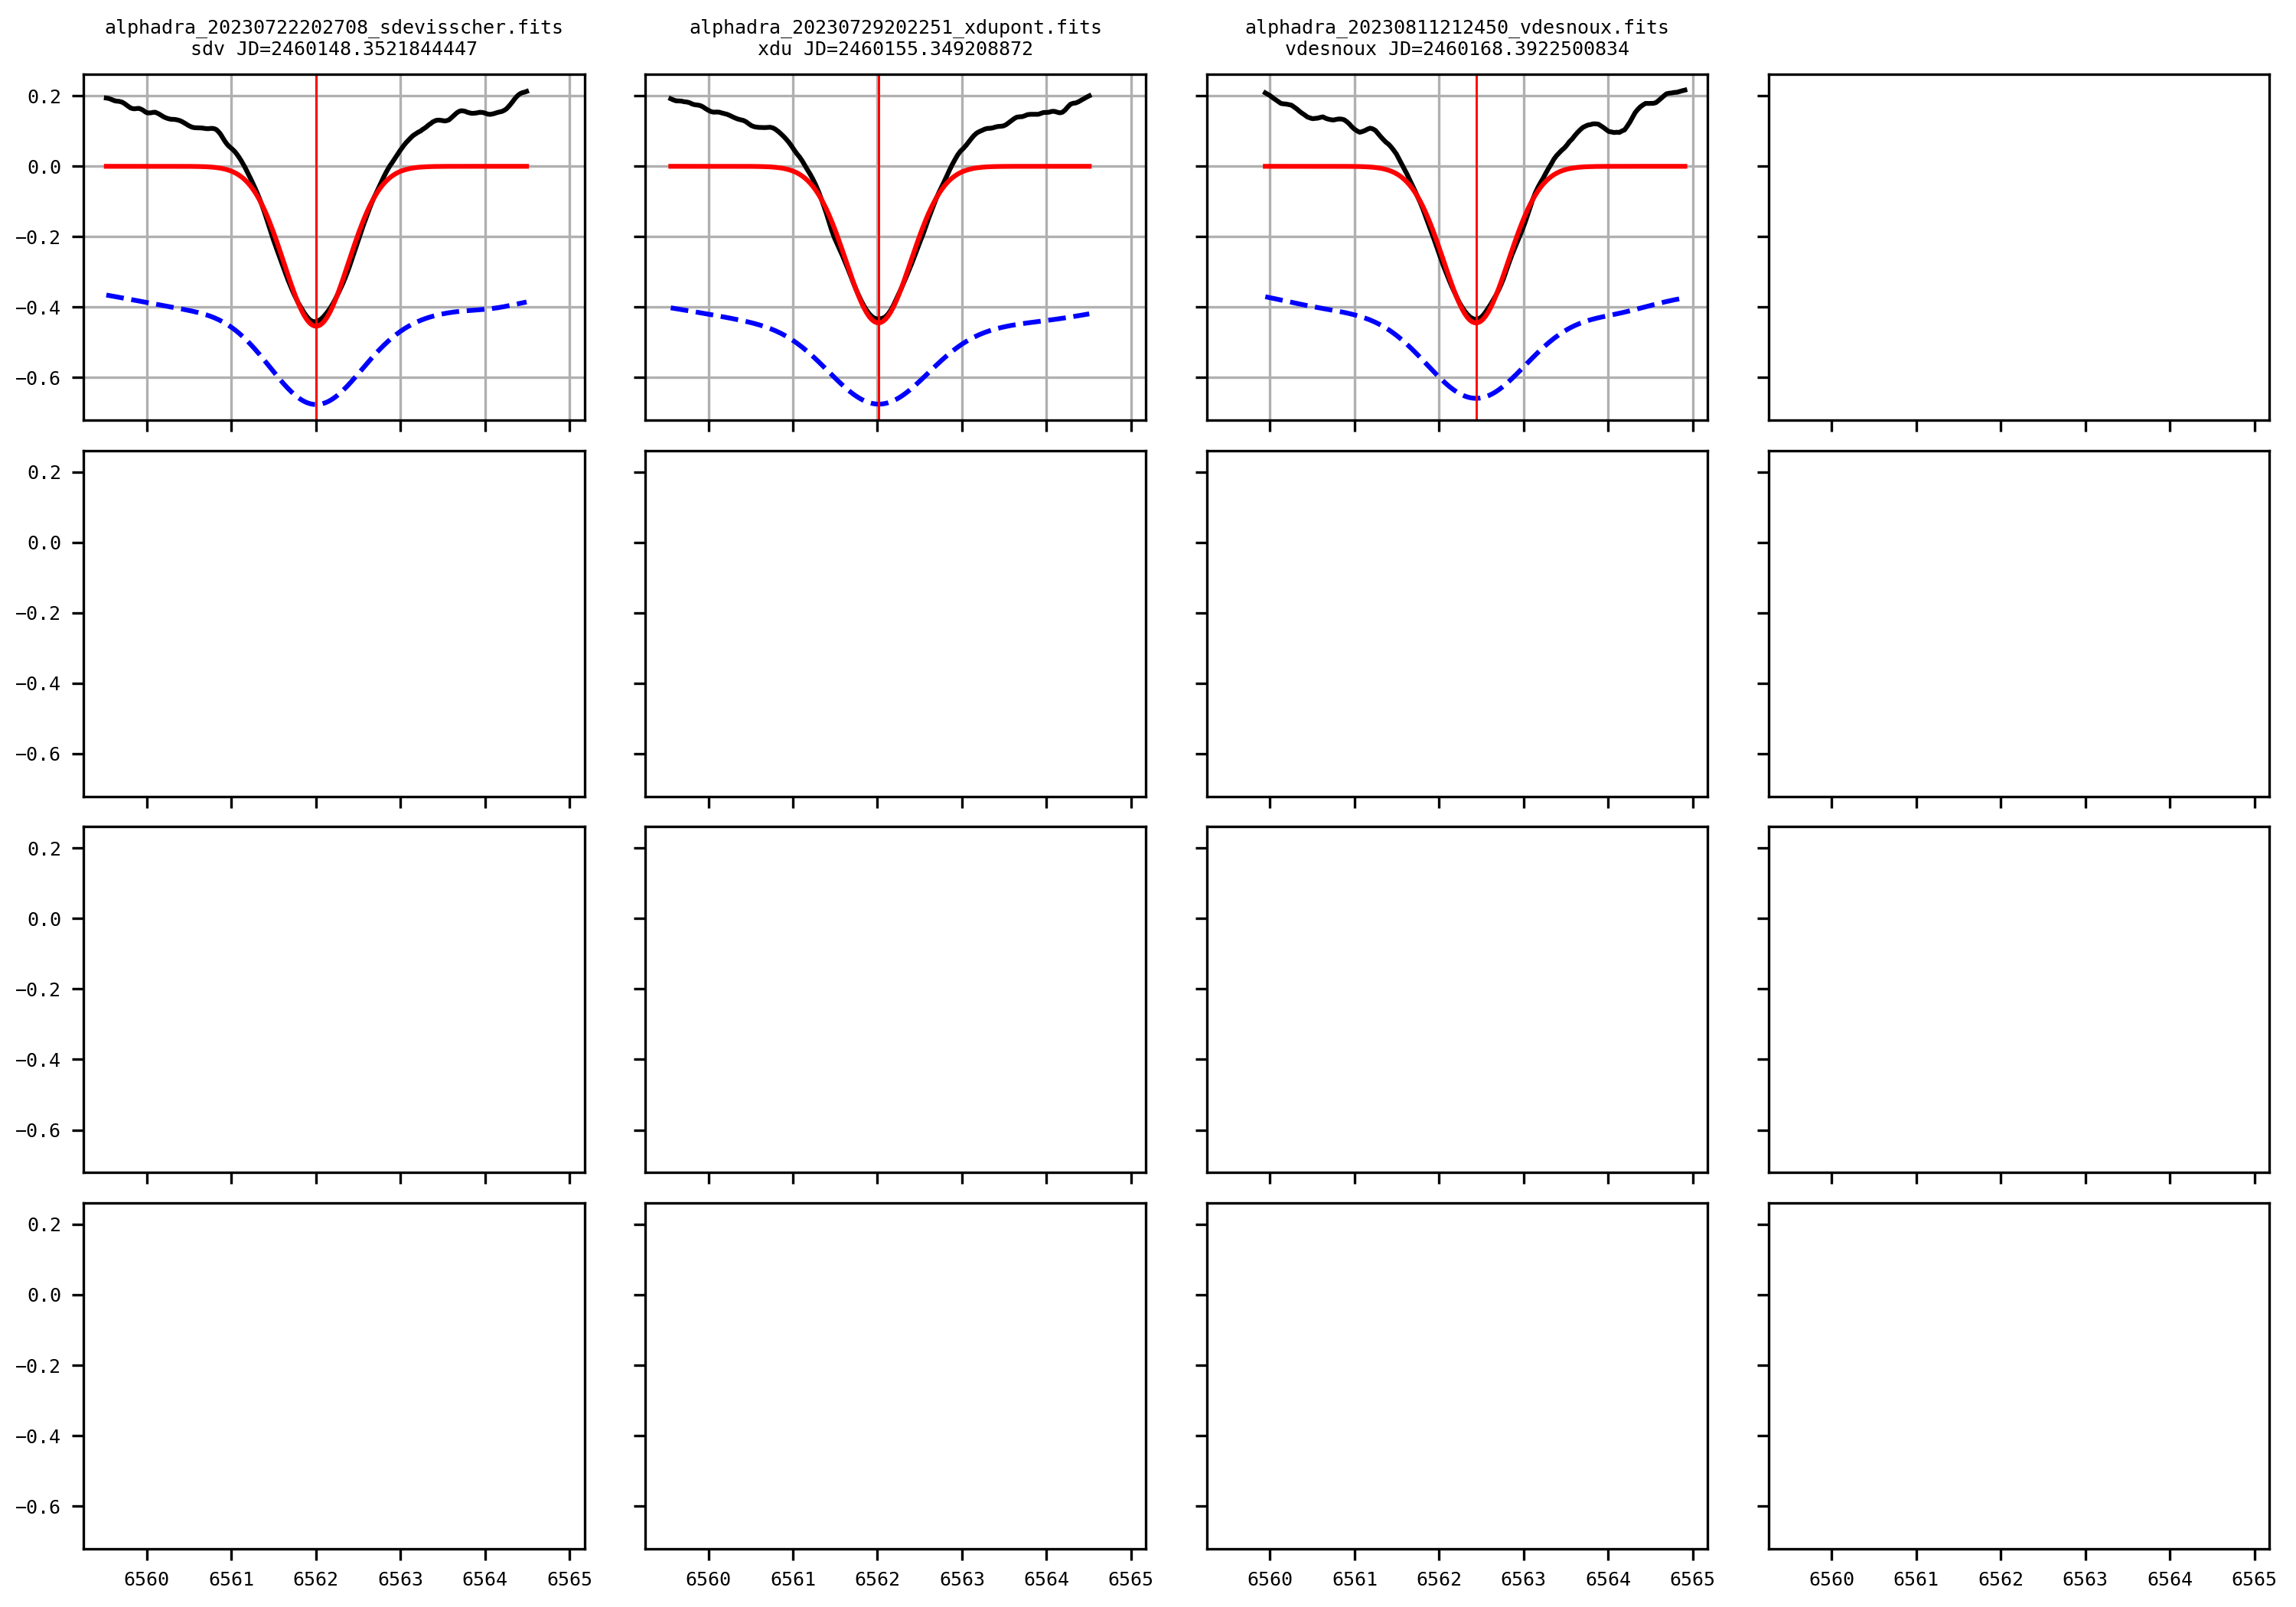 alphadra_20230722202708_sdevisscher.fits
sdv JD=2460148.3521844447
alphadra_20230729202251_xdupont.fits
xdu JD=2460155.349208872
alphadra_20230811212450_vdesnoux.fits
vdesnoux JD=2460168.3922500834
0.2
0.0
−0.2
−0.4
−0.6
0.2
0.0
−0.2
−0.4
−0.6
0.2
0.0
−0.2
−0.4
−0.6
0.2
0.0
−0.2
−0.4
−0.6
6560 6561 6562 6563 6564 6565
6560 6561 6562 6563 6564 6565
6560 6561 6562 6563 6564 6565
6560 6561 6562 6563 6564 6565